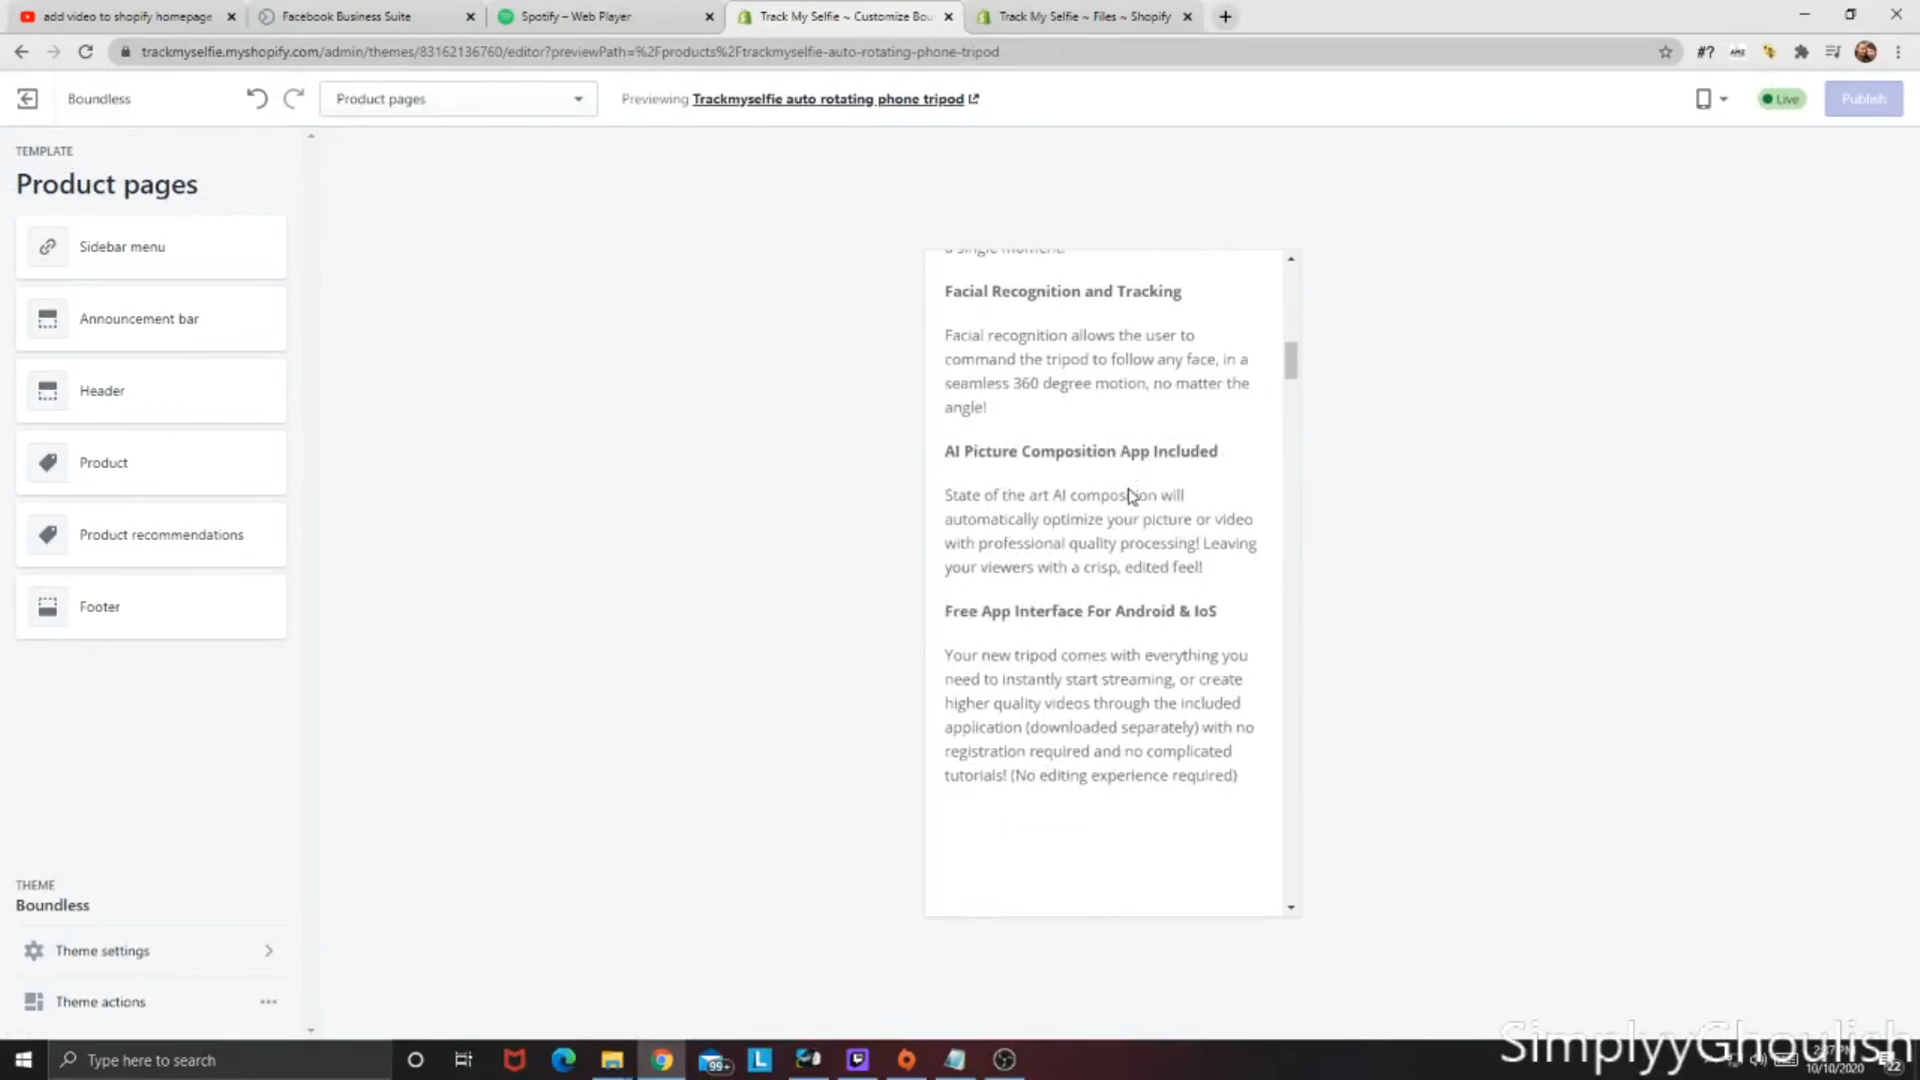 add video to shopify homepage
Facebook Business Suite
Spotify – Web Player
Track My Selfie ~ Customize Bou
Track My Selfie ~ Files ~ Shopify
trackmyselfie.myshopify.com/admin/themes/83162136760/editor?previewPath=%2Fproducts%2Ftrackmyselfie-auto-rotating-phone-tripod
#?
Boundless
Product pages
Previewing Trackmyselfie auto rotating phone tripod
Live
Publish
TEMPLATE
Product pages
Sidebar menu
Announcement bar
Header
Product
Product recommendations
Footer
THEME
Boundless
Theme settings
Theme actions
a single moment.
Facial Recognition and Tracking
Facial recognition allows the user to
command the tripod to follow any face, in a
seamless 360 degree motion, no matter the
angle!
AI Picture Composition App Included
State of the art AI composition will
automatically optimize your picture or video
with professional quality processing! Leaving
your viewers with a crisp, edited feel!
Free App Interface For Android & IoS
Your new tripod comes with everything you
need to instantly start streaming, or create
higher quality videos through the included
application (downloaded separately) with no
registration required and no complicated
tutorials! (No editing experience required)
Type here to search
99+
L
SimplyyGhoulish
10/10/2020
22